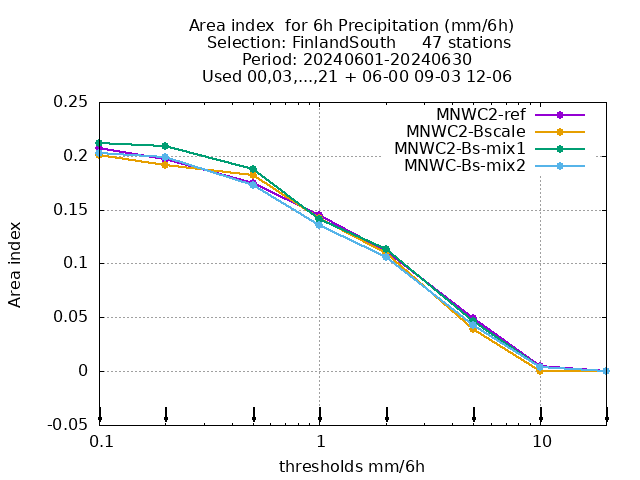 Area index  for 6h Precipitation (mm/6h)
Selection: FinlandSouth     47 stations
Period: 20240601-20240630
Used 00,03,...,21 + 06-00 09-03 12-06
MNWC2-ref
MNWC2-Bscale
MNWC2-Bs-mix1
MNWC-Bs-mix2
0.25
0.2
0.15
0.1
0.05
0
-0.05
Area index
0.1 1 10
thresholds mm/6h